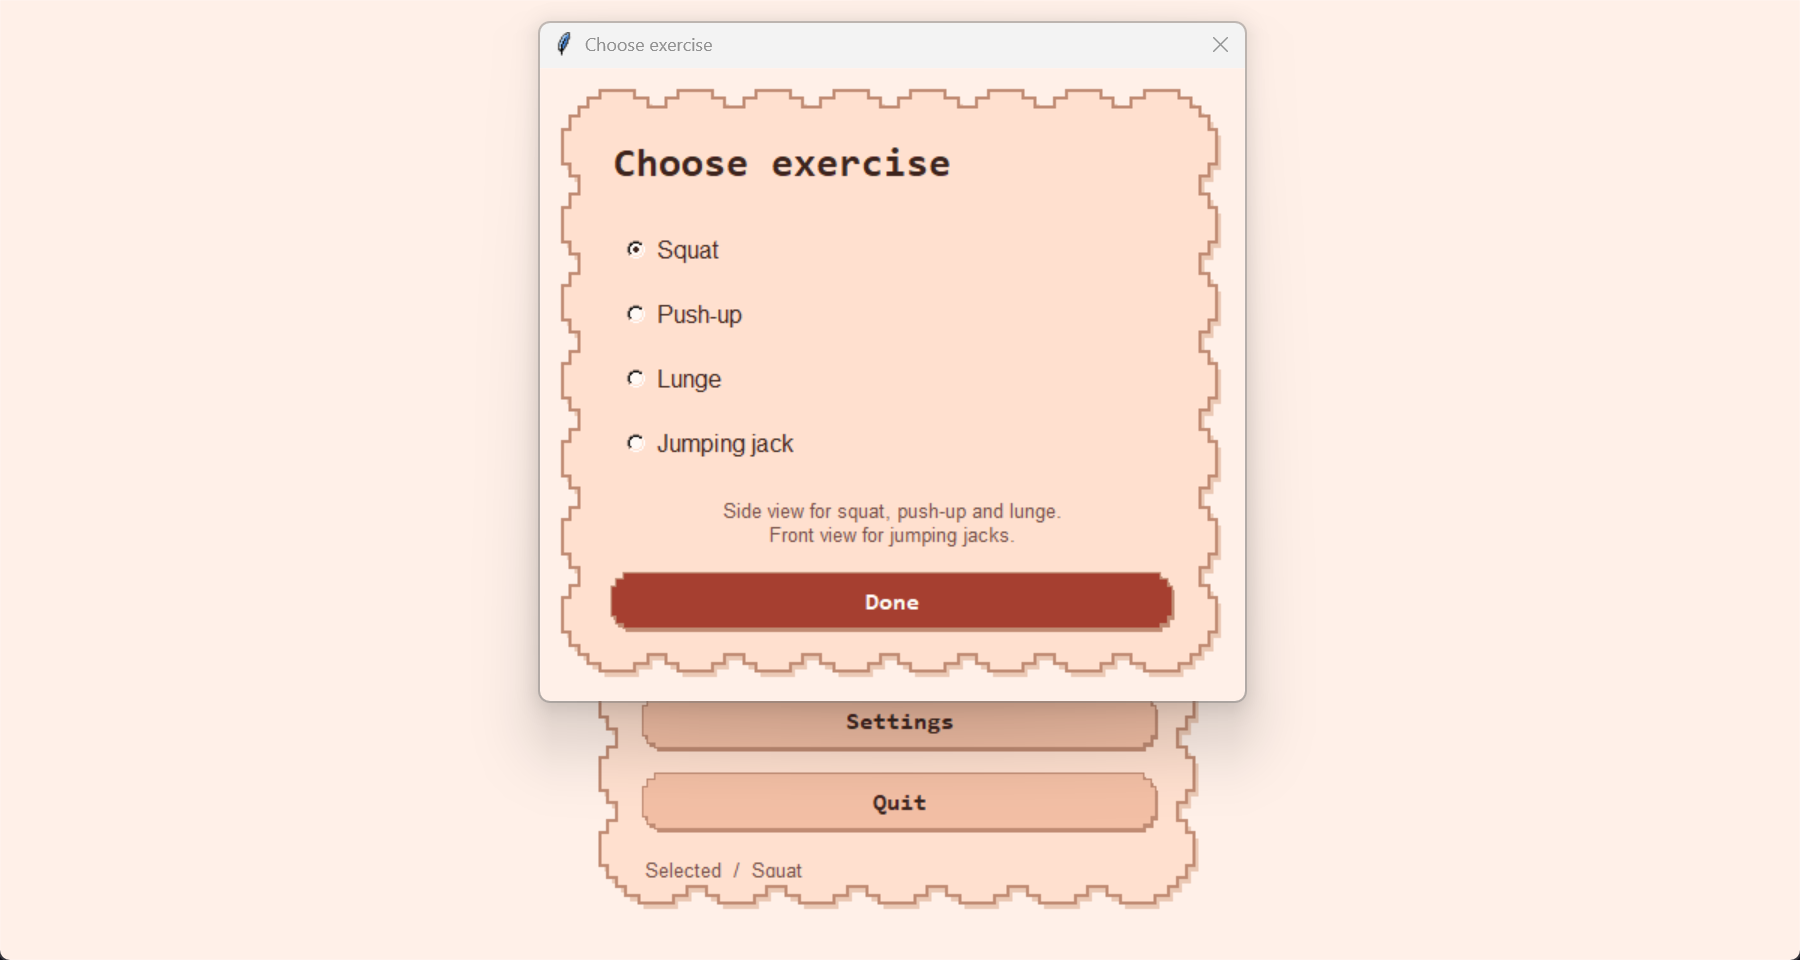 Choose exercise
Choose exercise
Squat
Push-up
Lunge
Jumping jack
Side view for squat, push-up and lunge.
Front view for jumping jacks.
Done
Settings
Quit
Selected / Squat